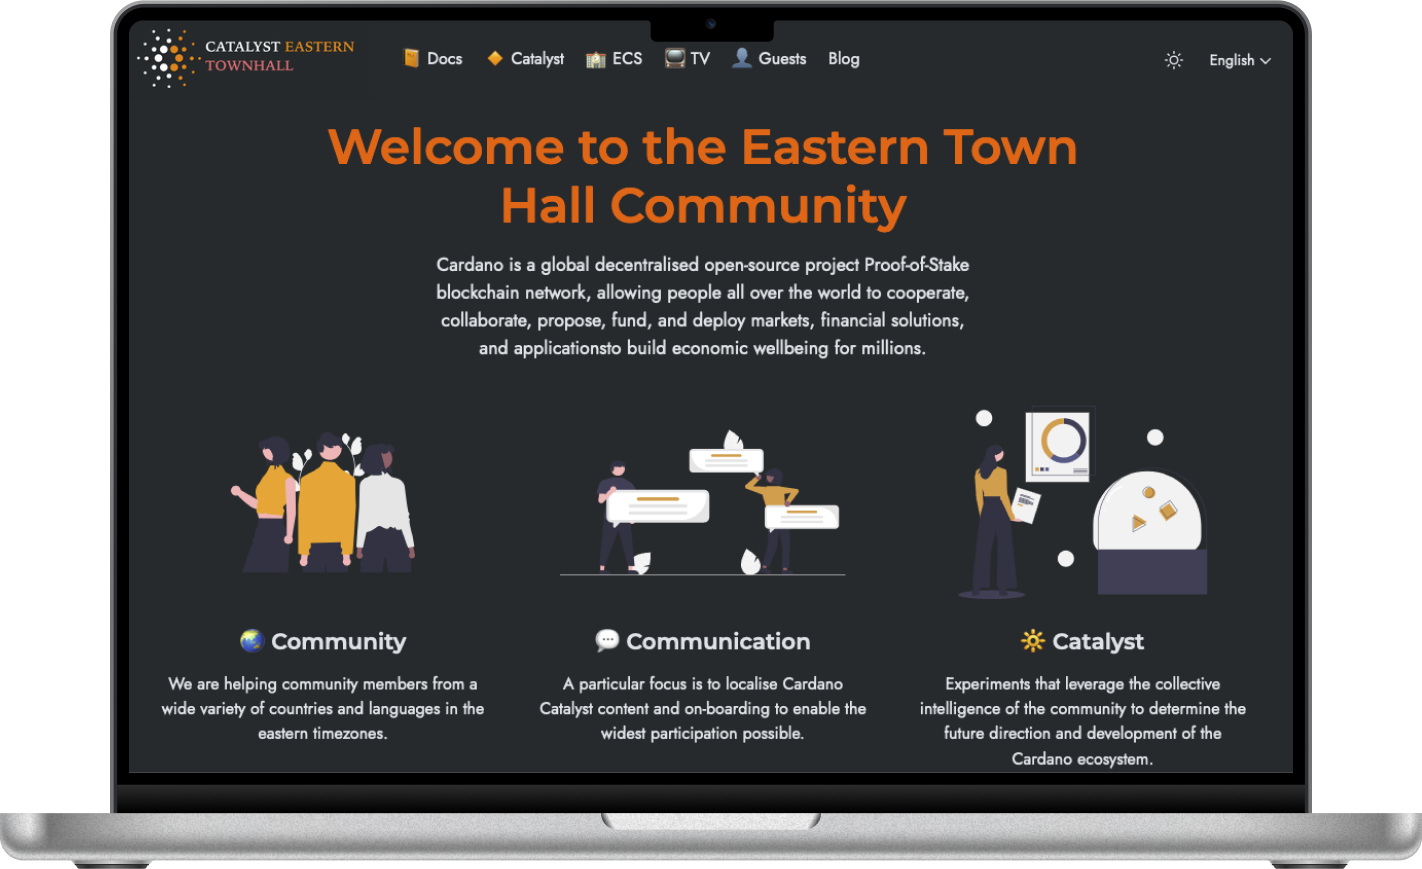 CATALYST EASTERN
TOWNHALL
Docs
Catalyst
ECS
TV
Guests
Blog
English
Welcome to the Eastern Town
Hall Community
Cardano is a global decentralised open-source project Proof-of-Stake
blockchain network, allowing people all over the world to cooperate,
collaborate, propose, fund, and deploy markets, financial solutions,
and applicationsto build economic wellbeing for millions.
Community
We are helping community members from a
wide variety of countries and languages in the
eastern timezones.
Communication
A particular focus is to localise Cardano
Catalyst content and on-boarding to enable the
widest participation possible.
Catalyst
Experiments that leverage the collective
intelligence of the community to determine the
future direction and development of the
Cardano ecosystem.